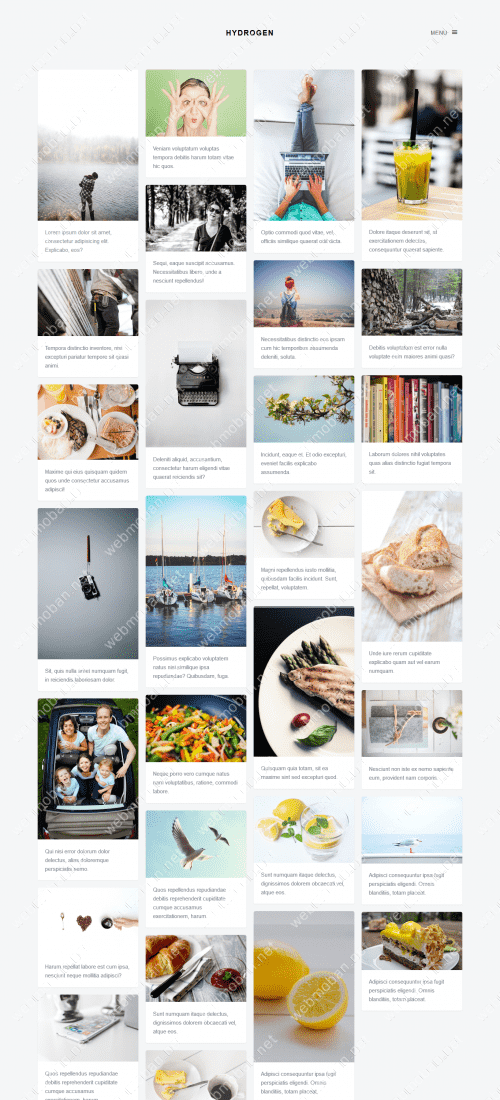 HYDROGEN
MENU
Lorem ipsum dolor sit amet,
consectetur adipisicing elit.
Explicabo, eos?
Tempora distinctio inventore, nisi
excepturi pariatur tempore sit quasi
animi.
Maxime qui eius quisquam quidem
quos unde consectetur accusamus
adipisci!
Sit, quis nulla amet numquam fugit,
in reiciendis laboriosam dolor.
Qui nisi error dolorum dolor
delectus, alias doloremque
perspiciatis nemo.
Harum repellat labore est cum ipsa,
nesciunt neque mollitia adipisci?
Quos repellendus repudiandae
debitis reprehenderit cupiditate
cumque accusamus
exercitationem, harum.
Veniam voluptatum voluptas
tempora debitis harum totam vitae
hic quos.
Sequi, eaque suscipit accusamus.
Necessitatibus libero, unde a
nesciunt repellendus!
Deleniti aliquid, accusantium,
consectetur harum eligendi vitae
quaerat reiciendis sit?
Possimus explicabo voluptatem
natus nisi similique ipsa
repudiandae? Quibusdam, fuga.
Neque porro vero cumque natus
nam voluptatibus, ratione, commodi
labore.
Quos repellendus repudiandae
debitis reprehenderit cupiditate
cumque accusamus
exercitationem, harum.
Sunt numquam itaque delectus,
dignissimos dolorem obcaecati vel,
atque eos.
Optio commodi quod vitae, vel,
officiis similique quaerat odit dicta.
Necessitatibus distinctio eos ipsam
cum hic temporibus assumenda
deleniti, soluta.
Incidunt, eaque et. Et odio excepturi,
eveniet facilis explicabo
assumenda.
Magni repellendus iusto mollitia,
quibusdam facilis incidunt. Sunt,
repellat, voluptatem.
Quisquam quia totam, sit ea
maxime sint sed excepturi quod.
Sunt numquam itaque delectus,
dignissimos dolorem obcaecati vel,
atque eos.
Adipisci consequuntur ipsa fugit
perspiciatis eligendi. Omnis
blanditiis, totam placeat.
Dolore itaque deserunt sit, ut
exercitationem delectus,
consequuntur quaerat sapiente.
Debitis voluptatum est error nulla
voluptate eum maiores animi quasi?
Laborum dolores nihil voluptates
quas alias distinctio fugiat tempora
sit.
Unde iure rerum cupiditate
explicabo quam aut vel earum
numquam.
Nesciunt non iste ex nemo sapiente
eum, provident nam corporis.
Adipisci consequuntur ipsa fugit
perspiciatis eligendi. Omnis
blanditiis, totam placeat.
Adipisci consequuntur ipsa fugit
perspiciatis eligendi. Omnis
blanditiis, totam placeat.